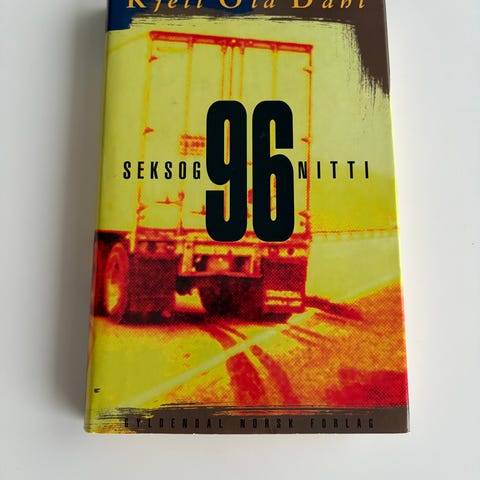 Kjell Ola Dahl
SEKSOG 96 NITTI
GYLDENDAL NORSK FORLAG